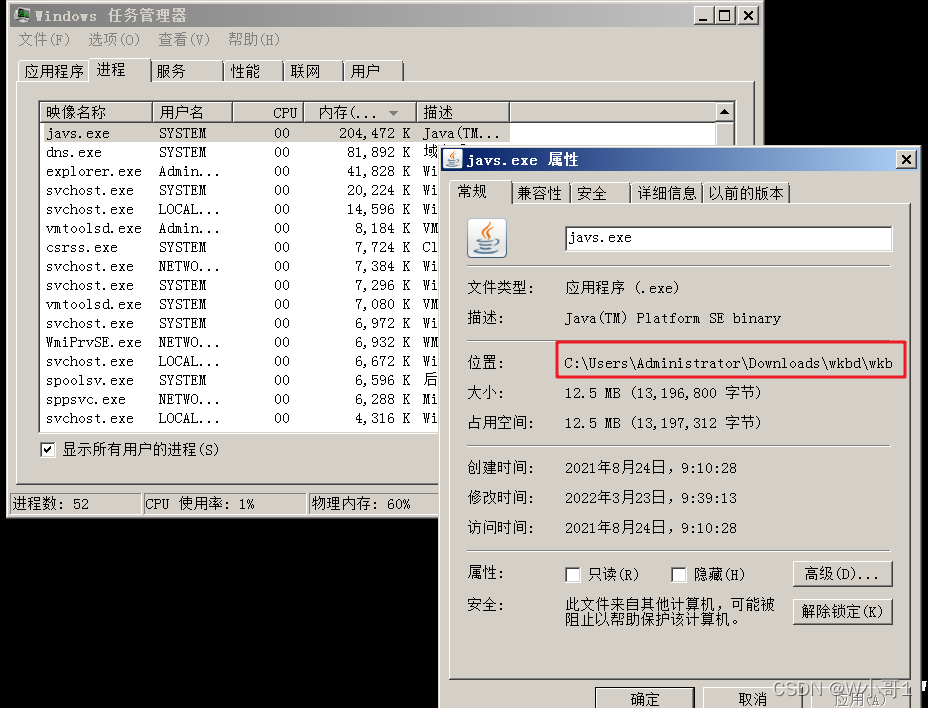 Windows 任务管理器
文件(F) 选项(O) 查看(V) 帮助(H)
应用程序 进程 服务 性能 联网 用户
映像名称 用户名 CPU 内存(... 描述
javs.exe SYSTEM 00 204,472 K Java(TM...
dns.exe SYSTEM 00 81,892 K 域
explorer.exe Admin... 00 41,828 K Wi
svchost.exe SYSTEM 00 20,224 K Wi
svchost.exe LOCAL... 00 14,596 K Wi
vmtoolsd.exe Admin... 00 8,184 K VM
csrss.exe SYSTEM 00 7,724 K Cl
svchost.exe NETWO... 00 7,384 K Wi
svchost.exe SYSTEM 00 7,296 K Wi
vmtoolsd.exe SYSTEM 00 7,080 K VM
svchost.exe SYSTEM 00 6,972 K Wi
WmiPrvSE.exe NETWO... 00 6,932 K WM
svchost.exe LOCAL... 00 6,672 K Wi
spoolsv.exe SYSTEM 00 6,596 K 后
sppsvc.exe NETWO... 00 6,288 K Mi
svchost.exe LOCAL... 00 4,316 K Wi
显示所有用户的进程(S)
进程数: 52 CPU 使用率: 1% 物理内存: 60%
javs.exe 属性
常规 兼容性 安全 详细信息 以前的版本
javs.exe
文件类型: 应用程序 (.exe)
描述: Java(TM) Platform SE binary
位置: C:\Users\Administrator\Downloads\wkbd\wkb
大小: 12.5 MB (13,196,800 字节)
占用空间: 12.5 MB (13,197,312 字节)
创建时间: 2021年8月24日，9:10:28
修改时间: 2022年3月23日，9:39:13
访问时间: 2021年8月24日，9:10:28
属性: 只读(R) 隐藏(H) 高级(D)...
安全: 此文件来自其他计算机，可能被
阻止以帮助保护该计算机。 解除锁定(K)
确定 取消 应用(A)
CSDN @W小哥1